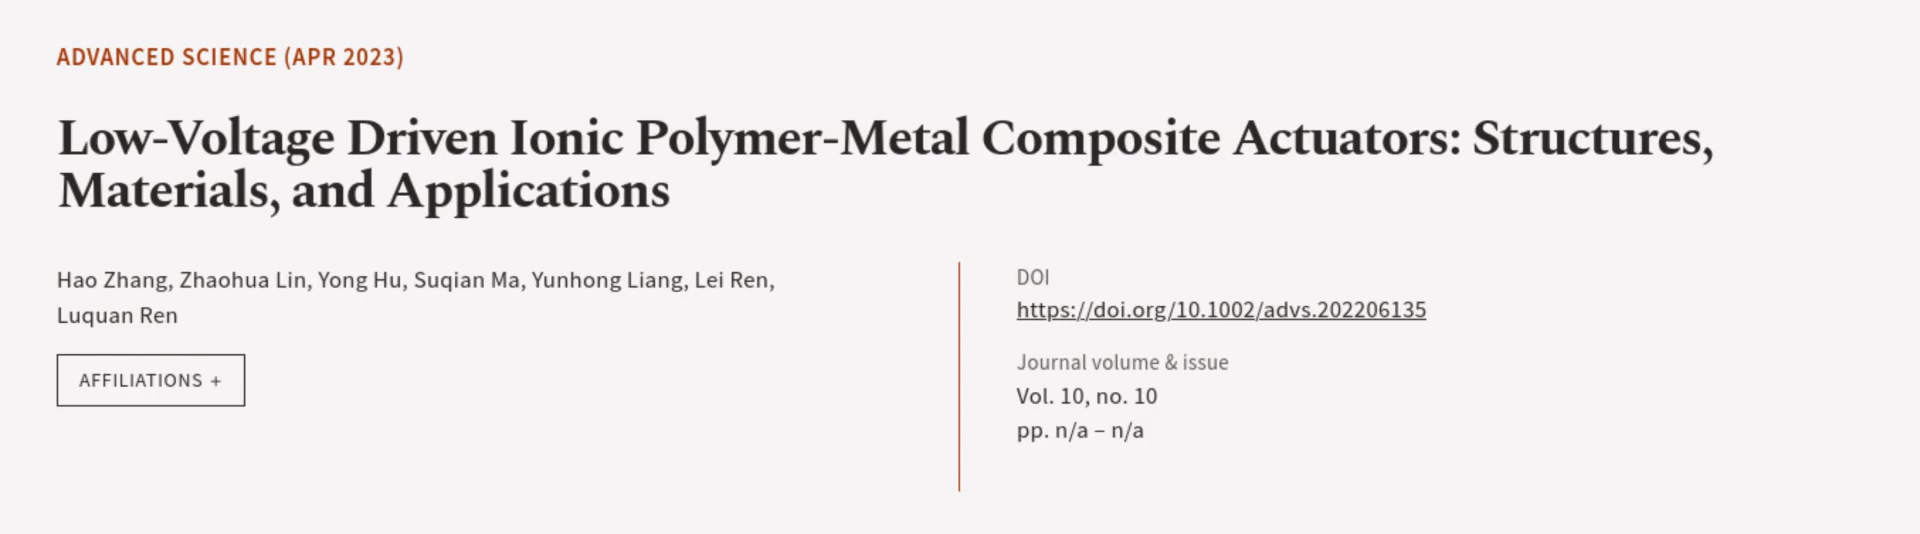 ADVANCED SCIENCE (APR 2023)
Low-Voltage Driven Ionic Polymer-Metal Composite Actuators: Structures,
Materials, and Applications
Hao Zhang, Zhaohua Lin, Yong Hu, Suqian Ma, Yunhong Liang, Lei Ren,
Luquan Ren
AFFILIATIONS +
DOI
https://doi.org/10.1002/advs.202206135
Journal volume & issue
Vol. 10, no. 10
pp. n/a – n/a